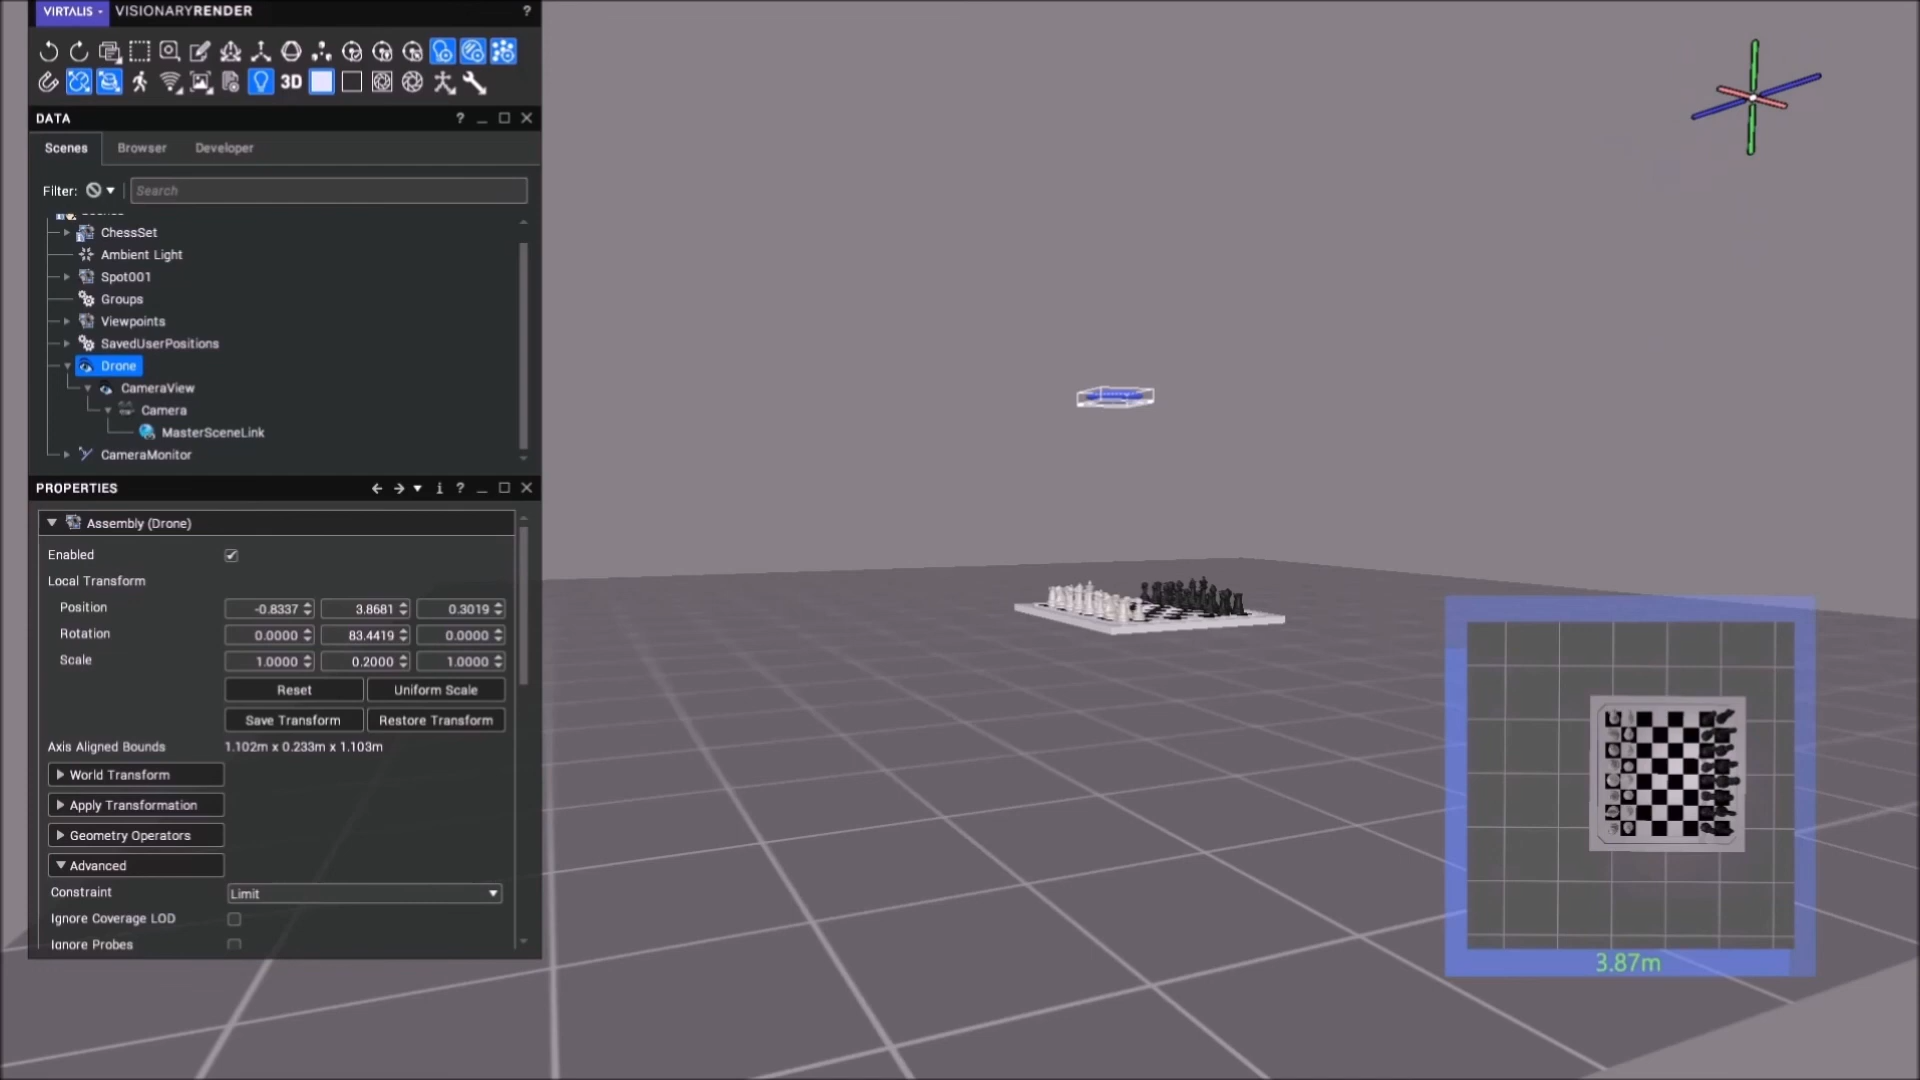 VIRTALIS VISIONARYRENDER ?
3D
DATA ?
Scenes Browser Developer
Filter: Search
ChessSet
Ambient Light
Spot001
Groups
Viewpoints
SavedUserPositions
Drone
CameraView
Camera
MasterSceneLink
CameraMonitor
PROPERTIES i ?
Assembly (Drone)
Enabled
Local Transform
Position -0.8337 3.8681 0.3019
Rotation 0.0000 83.4419 0.0000
Scale 1.0000 0.2000 1.0000
Reset Uniform Scale
Save Transform Restore Transform
Axis Aligned Bounds 1.102m x 0.233m x 1.103m
World Transform
Apply Transformation
Geometry Operators
Advanced
Constraint Limit
Ignore Coverage LOD
Ignore Probes
3.87m